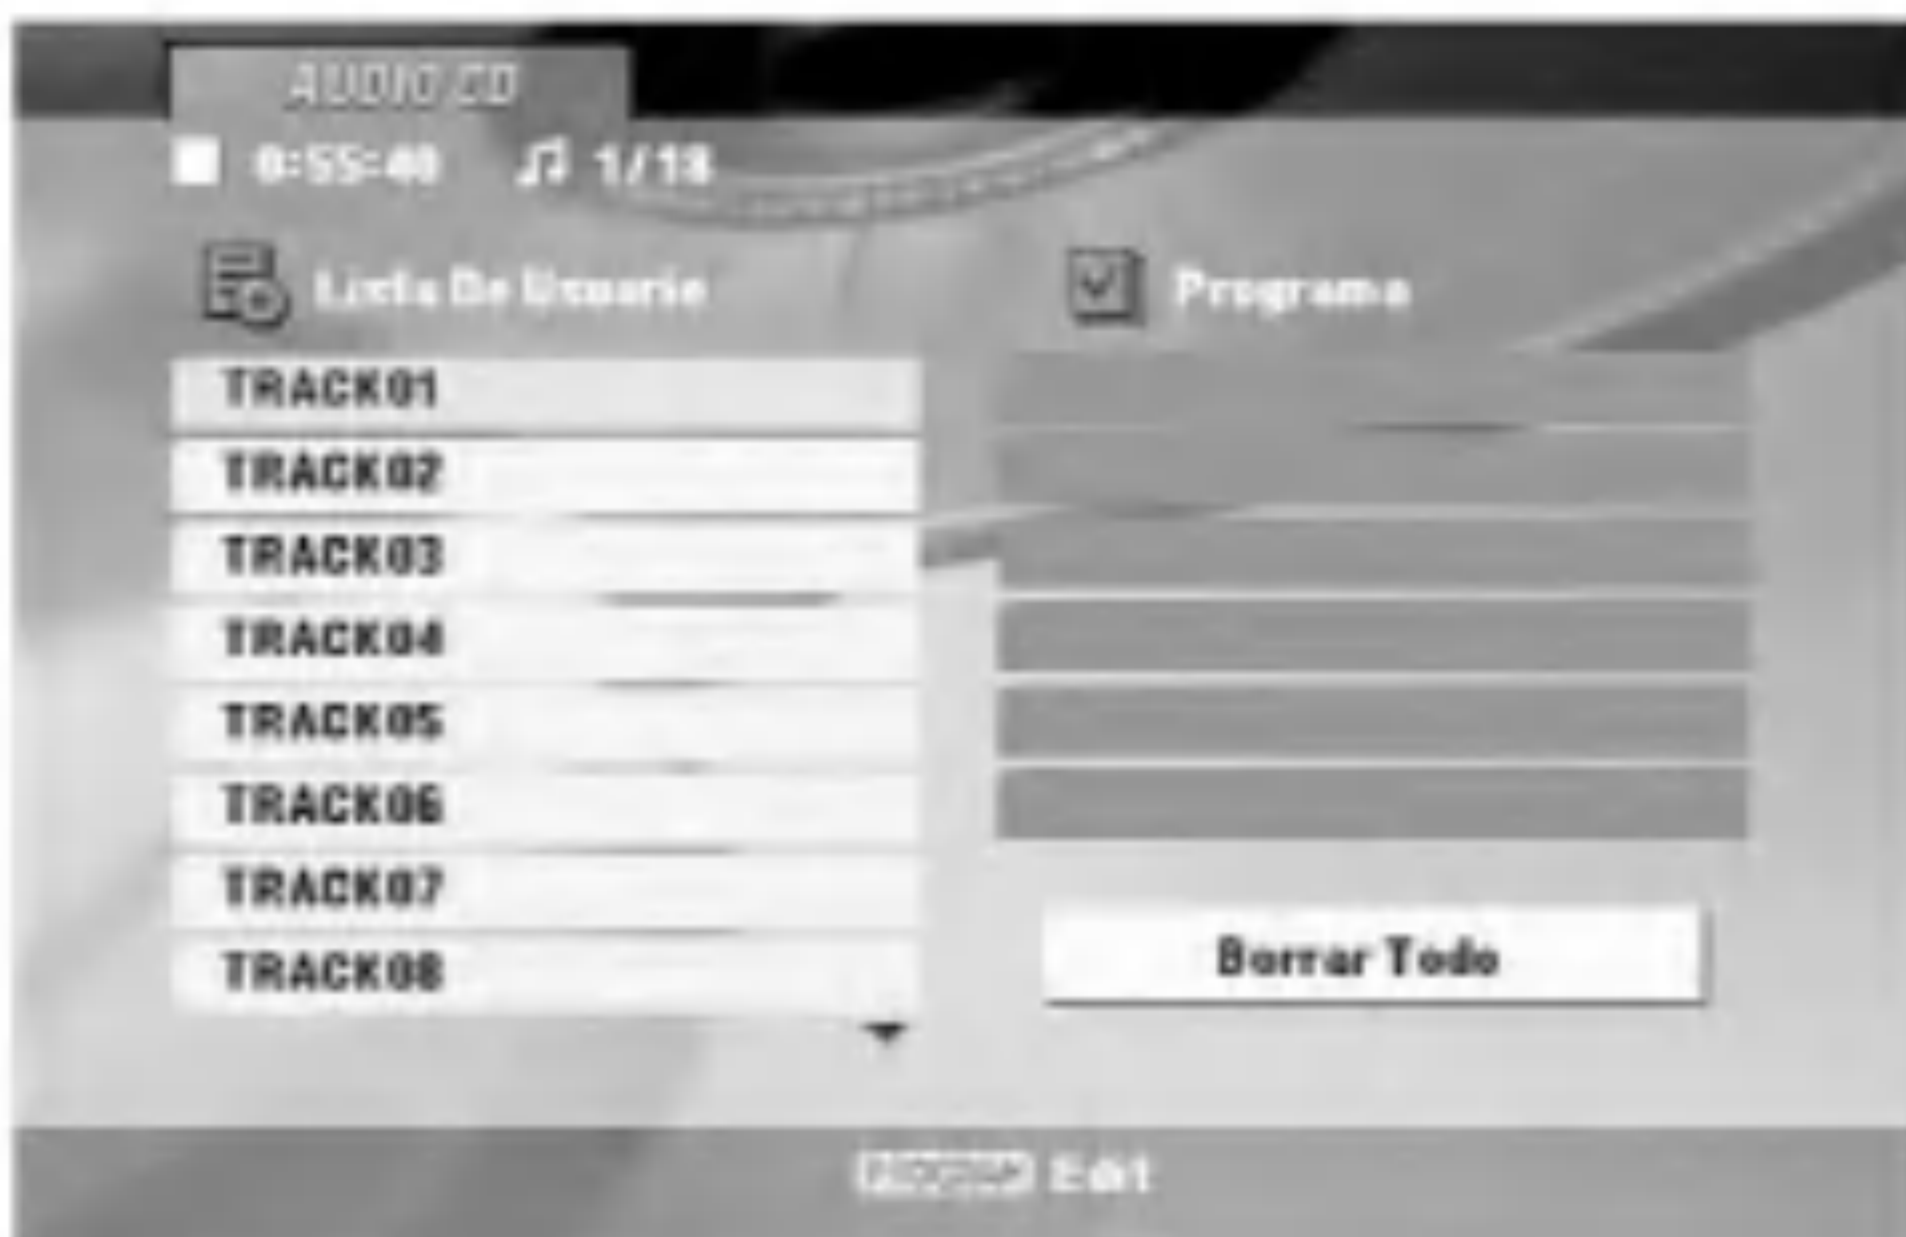 AUDIO CD
0:55:40 1/18
Lista De Usuario
Programa
TRACK01
TRACK02
TRACK03
TRACK04
TRACK05
TRACK06
TRACK07
TRACK08
Borrar Todo
Edit